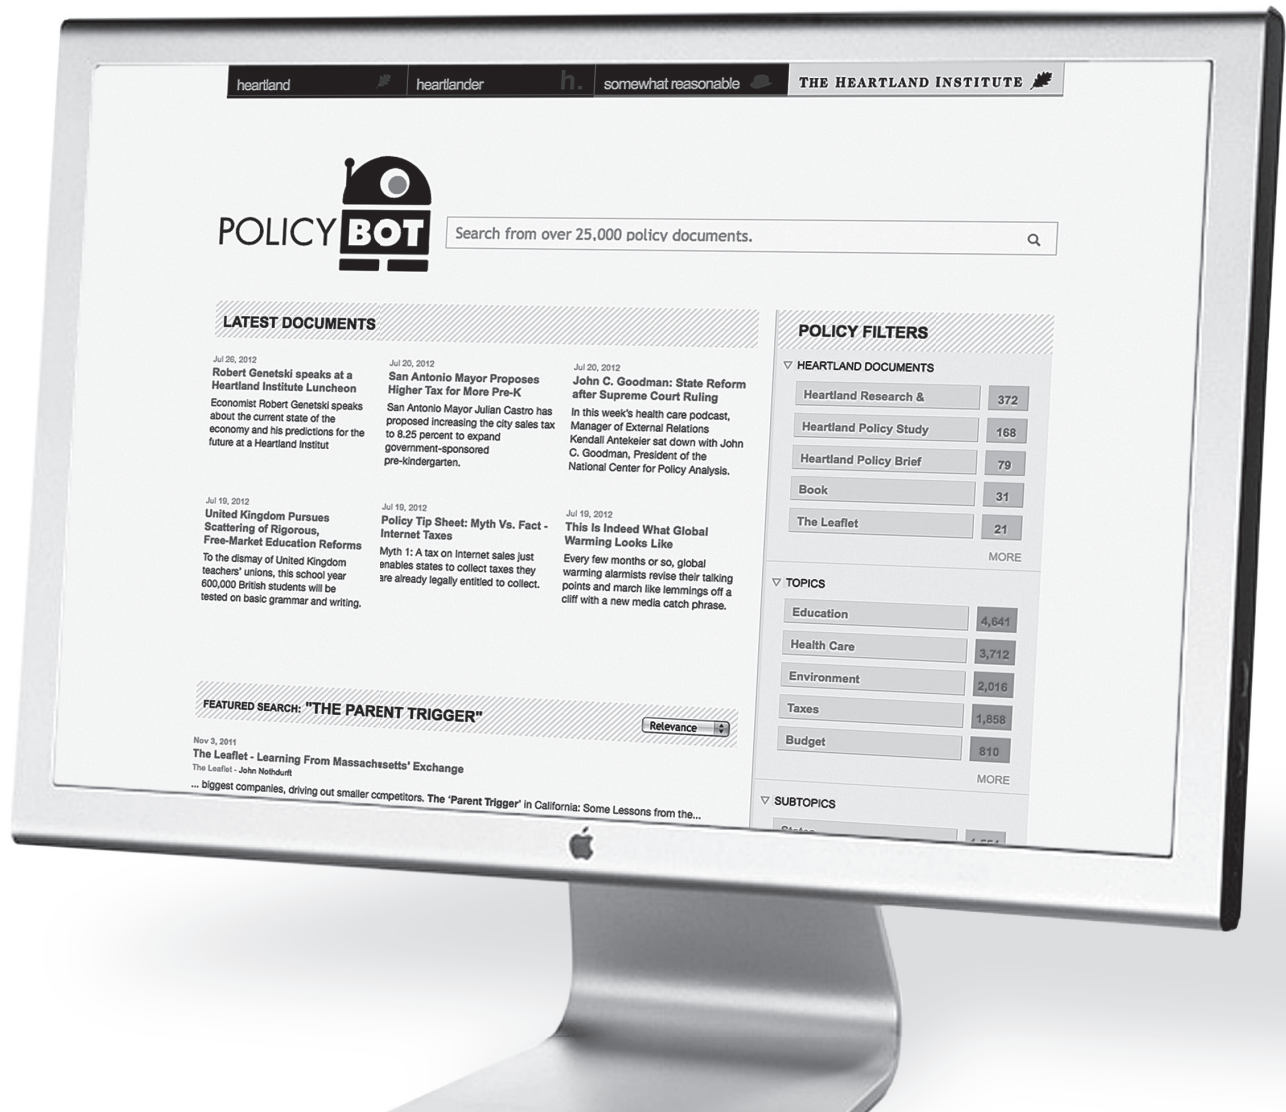 heartland
heartlander
h.
somewhat reasonable
THE HEARTLAND INSTITUTE
POLICY BOT
Search from over 25,000 policy documents.
LATEST DOCUMENTS
Jul 26, 2012
Robert Genetski speaks at a
Heartland Institute Luncheon
Economist Robert Genetski speaks
about the current state of the
economy and his predictions for the
future at a Heartland Institut
Jul 20, 2012
San Antonio Mayor Proposes
Higher Tax for More Pre-K
San Antonio Mayor Julian Castro has
proposed increasing the city sales tax
to 8.25 percent to expand
government-sponsored
pre-kindergarten.
Jul 20, 2012
John C. Goodman: State Reform
after Supreme Court Ruling
In this week's health care podcast,
Manager of External Relations
Kendall Antekeier sat down with John
C. Goodman, President of the
National Center for Policy Analysis.
Jul 19, 2012
United Kingdom Pursues
Scattering of Rigorous,
Free-Market Education Reforms
To the dismay of United Kingdom
teachers' unions, this school year
600,000 British students will be
tested on basic grammar and writing.
Jul 19, 2012
Policy Tip Sheet: Myth Vs. Fact -
Internet Taxes
Myth 1: A tax on Internet sales just
enables states to collect taxes they
are already legally entitled to collect.
Jul 19, 2012
This Is Indeed What Global
Warming Looks Like
Every few months or so, global
warming alarmists revise their talking
points and march like lemmings off a
cliff with a new media catch phrase.
FEATURED SEARCH: "THE PARENT TRIGGER"
Relevance
Nov 3, 2011
The Leaflet - Learning From Massachusetts' Exchange
The Leaflet - John Nothdurft
... biggest companies, driving out smaller competitors. The 'Parent Trigger' in California: Some Lessons from the...
POLICY FILTERS
HEARTLAND DOCUMENTS
Heartland Research & 372
Heartland Policy Study 168
Heartland Policy Brief 79
Book 31
The Leaflet 21
MORE
TOPICS
Education 4,641
Health Care 3,712
Environment 2,016
Taxes 1,858
Budget 810
MORE
SUBTOPICS